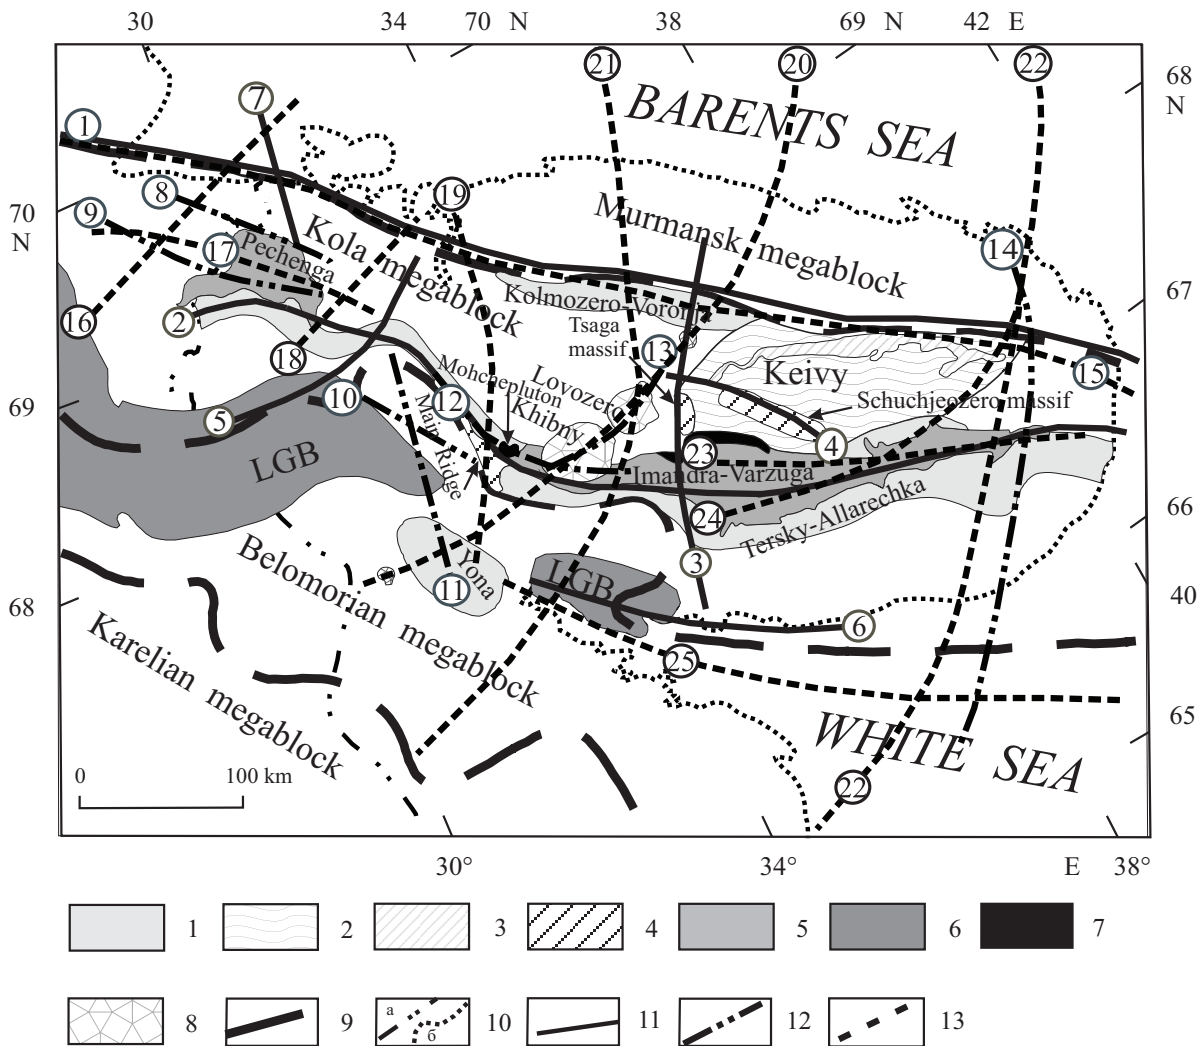 30
34
70 N
38
69 N
42 E
68
N
7
21
20
22
BARENTS SEA
1
8
19
9
70
N
Murmansk megablock
Kola megablock
17
Pechenga
14
67
16
2
Kolmozero-Voronja
Tsaga
massif
13
18
Keivy
15
69
10
Mohchepluton
Lovozero
12
Khibny
Main Ridge
Schuchjeozero massif
5
4
LGB
23
Imandra-Varzuga
24
Tersky-Allarechka
66
Belomorian megablock
3
11
Yona
LGB
68
40
6
Karelian megablock
25
65
WHITE SEA
0
100 km
22
30°
34°
E
38°
1
2
3
4
5
6
7
8
9
а
б
10
11
12
13